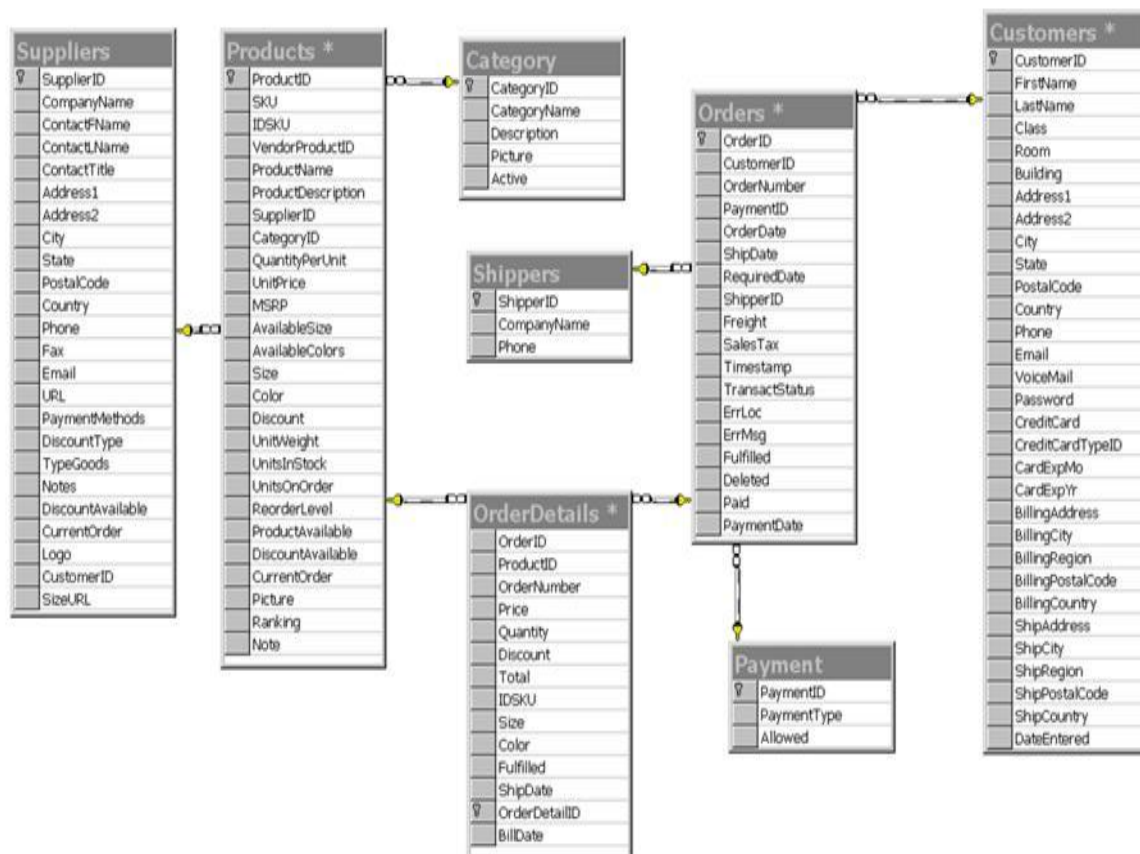 Suppliers
SupplierID
CompanyName
ContactFName
ContactLName
ContactTitle
Address1
Address2
City
State
PostalCode
Country
Phone
Fax
Email
URL
PaymentMethods
DiscountType
TypeGoods
Notes
DiscountAvailable
CurrentOrder
Logo
CustomerID
SizeURL
Products *
ProductID
SKU
IDSKU
VendorProductID
ProductName
ProductDescription
SupplierID
CategoryID
QuantityPerUnit
UnitPrice
MSRP
AvailableSize
AvailableColors
Size
Color
Discount
UnitWeight
UnitsInStock
UnitsOnOrder
ReorderLevel
ProductAvailable
DiscountAvailable
CurrentOrder
Picture
Ranking
Note
Category
CategoryID
CategoryName
Description
Picture
Active
Shippers
ShipperID
CompanyName
Phone
OrderDetails *
OrderID
ProductID
OrderNumber
Price
Quantity
Discount
Total
IDSKU
Size
Color
Fulfilled
ShipDate
OrderDetailID
BillDate
Orders *
OrderID
CustomerID
OrderNumber
PaymentID
OrderDate
ShipDate
RequiredDate
ShipperID
Freight
SalesTax
Timestamp
TransactStatus
ErrLoc
ErrMsg
Fulfilled
Deleted
Paid
PaymentDate
Payment
PaymentID
PaymentType
Allowed
Customers *
CustomerID
FirstName
LastName
Class
Room
Building
Address1
Address2
City
State
PostalCode
Country
Phone
Email
VoiceMail
Password
CreditCard
CreditCardTypeID
CardExpMo
CardExpYr
BillingAddress
BillingCity
BillingRegion
BillingPostalCode
BillingCountry
ShipAddress
ShipCity
ShipRegion
ShipPostalCode
ShipCountry
DateEntered